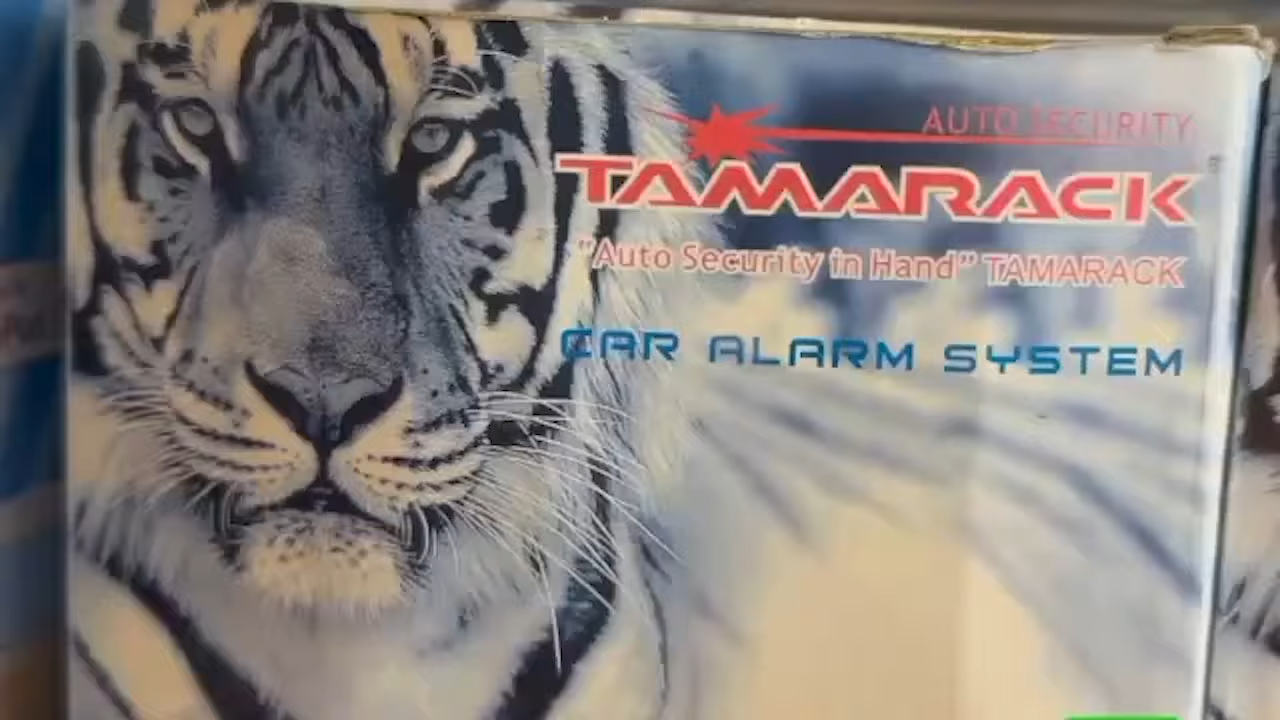 AUTO SECURITY
TAMARACK
"Auto Security in Hand" TAMARACK
CAR ALARM SYSTEM